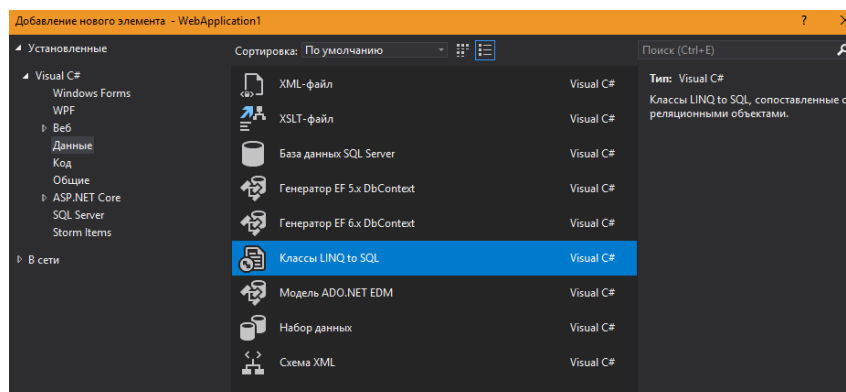 Добавление нового элемента - WebApplication1
? ×
Установленные
Visual C#
Windows Forms
WPF
Веб
Данные
Код
Общие
ASP.NET Core
SQL Server
Storm Items
В сети
Сортировка: По умолчанию
XML-файл Visual C#
XSLT-файл Visual C#
База данных SQL Server Visual C#
Генератор EF 5.x DbContext Visual C#
Генератор EF 6.x DbContext Visual C#
Классы LINQ to SQL Visual C#
Модель ADO.NET EDM Visual C#
Набор данных Visual C#
Схема XML Visual C#
Поиск (Ctrl+E)
Тип: Visual C#
Классы LINQ to SQL, сопоставленные с
реляционными объектами.